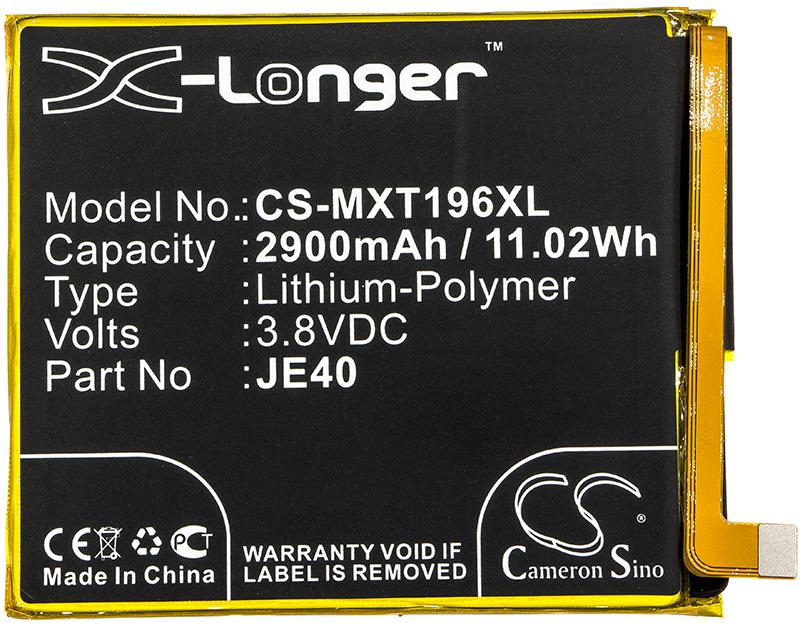 X-Longer™
Model No.: CS-MXT196XL
Capacity : 2900mAh / 11.02Wh
Type : Lithium-Polymer
Volts : 3.8VDC
Part No : JE40
CE PCT
Made In China
WARRANTY VOID IF
LABEL IS REMOVED
CS®
Cameron Sino